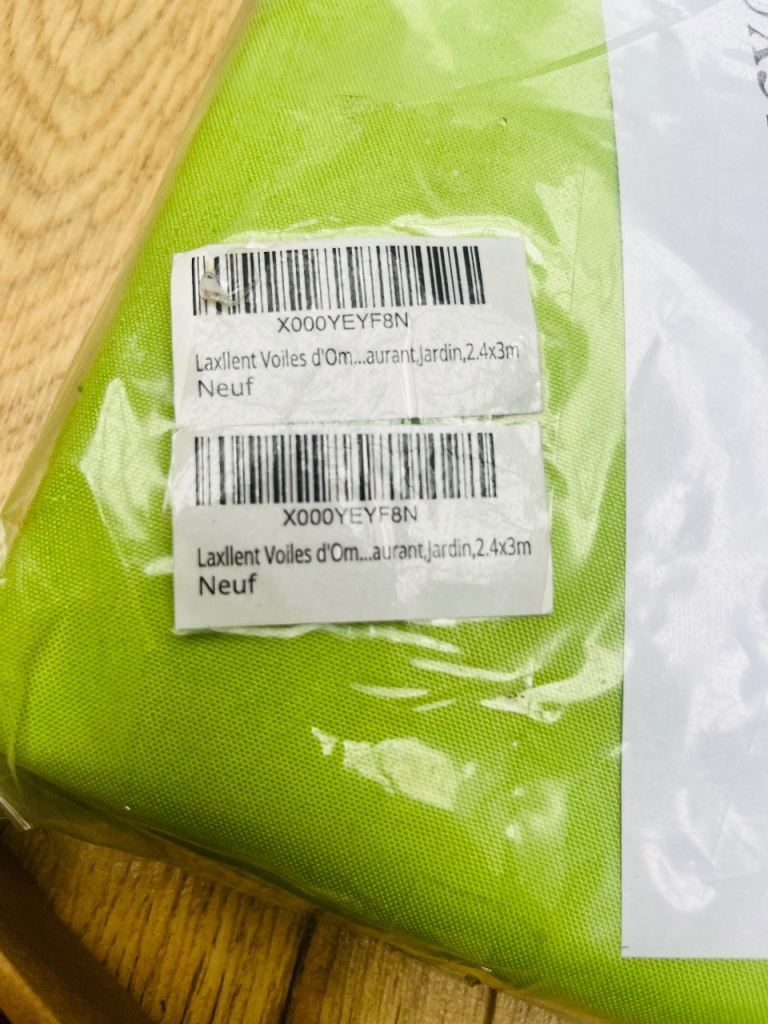 X000YEYF8N
Laxllent Voiles d'Om...aurant,Jardin,2.4x3m
Neuf
X000YEYF8N
Laxllent Voiles d'Om...aurant,Jardin,2.4x3m
Neuf